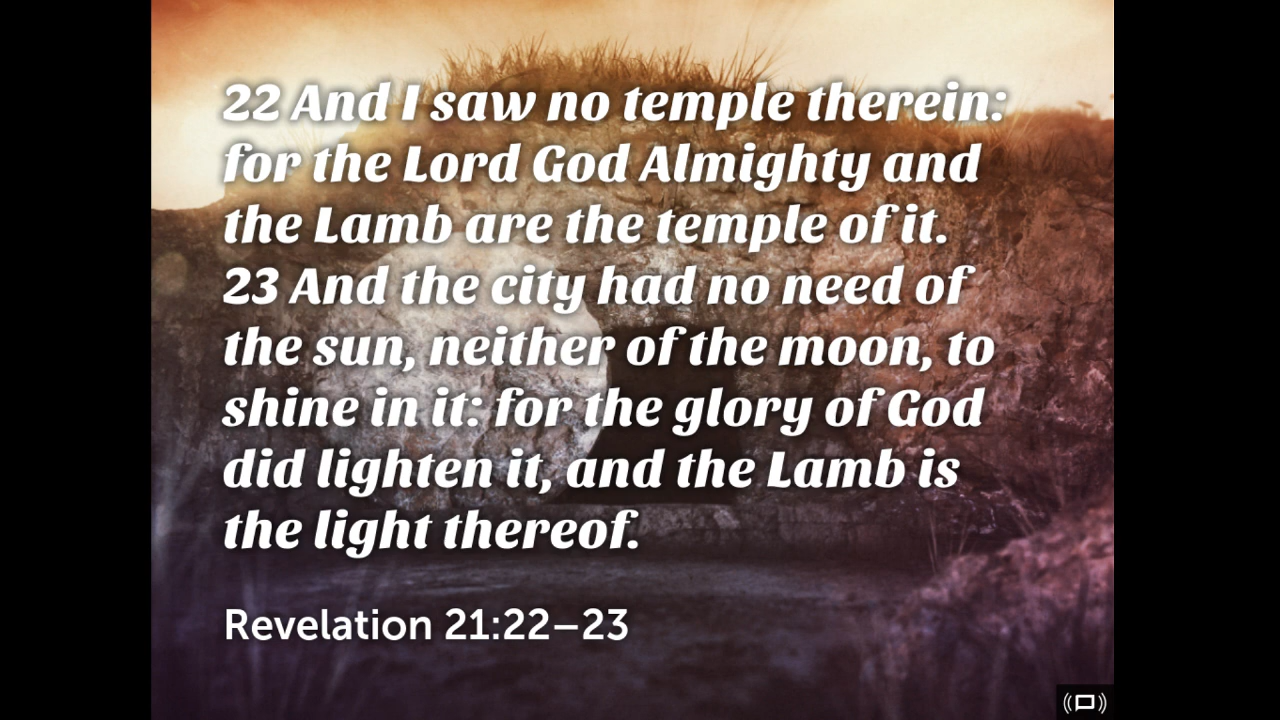 22 And I saw no temple therein:
for the Lord God Almighty and
the Lamb are the temple of it.
23 And the city had no need of
the sun, neither of the moon, to
shine in it: for the glory of God
did lighten it, and the Lamb is
the light thereof.
Revelation 21:22–23